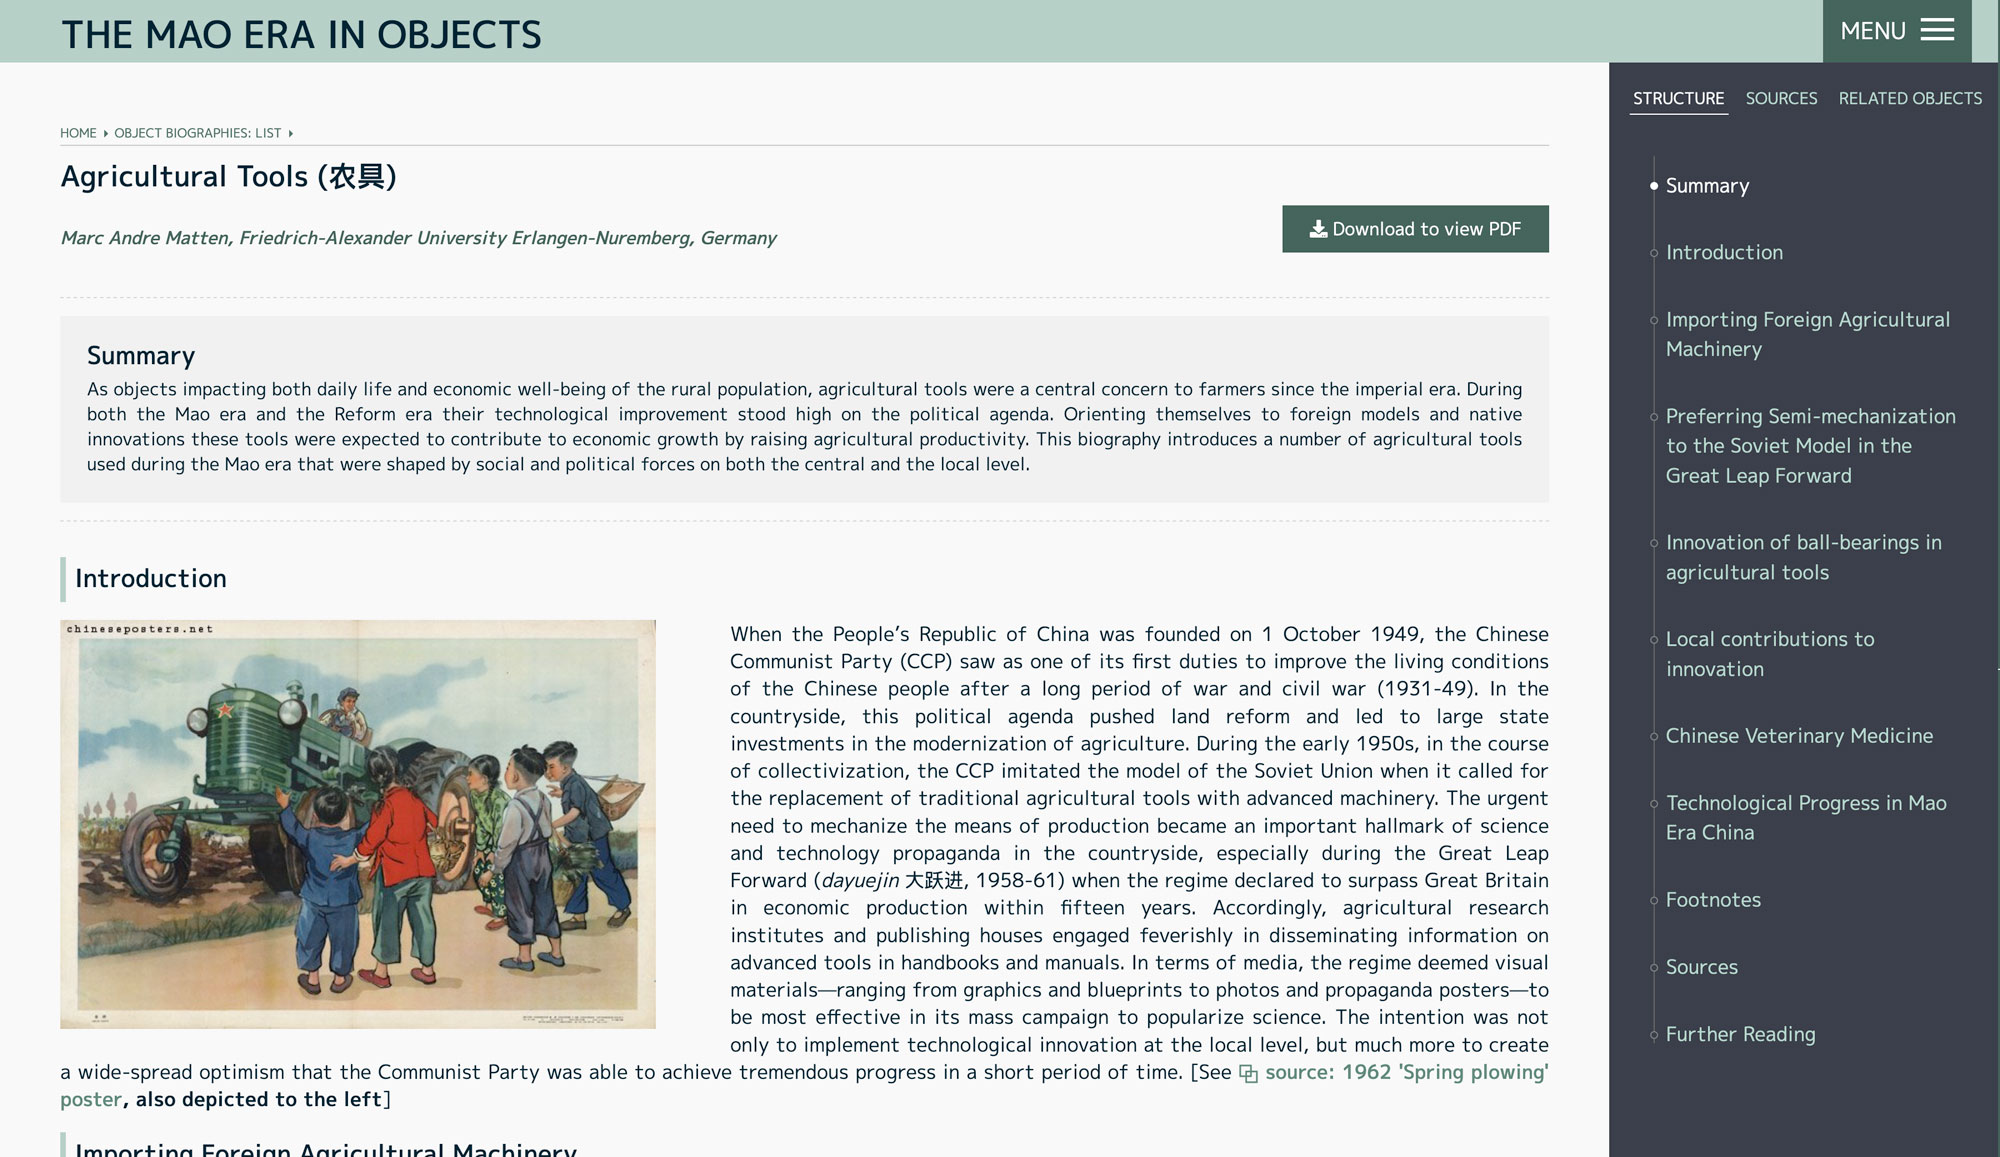 THE MAO ERA IN OBJECTS
MENU
STRUCTURE
SOURCES
RELATED OBJECTS
HOME
OBJECT BIOGRAPHIES: LIST
Agricultural Tools (农具)
Marc Andre Matten, Friedrich-Alexander University Erlangen-Nuremberg, Germany
Download to view PDF
Summary
As objects impacting both daily life and economic well-being of the rural population, agricultural tools were a central concern to farmers since the imperial era. During
both the Mao era and the Reform era their technological improvement stood high on the political agenda. Orienting themselves to foreign models and native
innovations these tools were expected to contribute to economic growth by raising agricultural productivity. This biography introduces a number of agricultural tools
used during the Mao era that were shaped by social and political forces on both the central and the local level.
Introduction
chineseposters.net
When the People’s Republic of China was founded on 1 October 1949, the Chinese
Communist Party (CCP) saw as one of its first duties to improve the living conditions
of the Chinese people after a long period of war and civil war (1931-49). In the
countryside, this political agenda pushed land reform and led to large state
investments in the modernization of agriculture. During the early 1950s, in the course
of collectivization, the CCP imitated the model of the Soviet Union when it called for
the replacement of traditional agricultural tools with advanced machinery. The urgent
need to mechanize the means of production became an important hallmark of science
and technology propaganda in the countryside, especially during the Great Leap
Forward (dayuejin 大跃进, 1958-61) when the regime declared to surpass Great Britain
in economic production within fifteen years. Accordingly, agricultural research
institutes and publishing houses engaged feverishly in disseminating information on
advanced tools in handbooks and manuals. In terms of media, the regime deemed visual
materials—ranging from graphics and blueprints to photos and propaganda posters—to
be most effective in its mass campaign to popularize science. The intention was not
only to implement technological innovation at the local level, but much more to create
a wide-spread optimism that the Communist Party was able to achieve tremendous progress in a short period of time. [See source: 1962 'Spring plowing'
poster, also depicted to the left]
Importing Foreign Agricultural Machinery
Summary
Introduction
Importing Foreign Agricultural
Machinery
Preferring Semi-mechanization
to the Soviet Model in the
Great Leap Forward
Innovation of ball-bearings in
agricultural tools
Local contributions to
innovation
Chinese Veterinary Medicine
Technological Progress in Mao
Era China
Footnotes
Sources
Further Reading